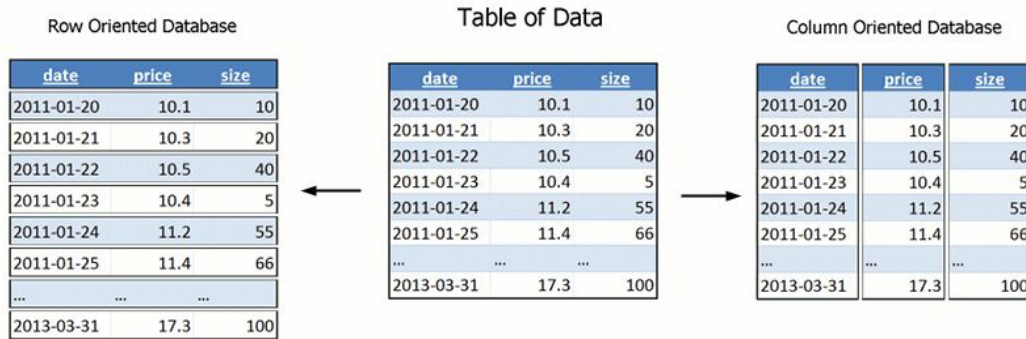 Row Oriented Database
date price size
2011-01-20 10.1 10
2011-01-21 10.3 20
2011-01-22 10.5 40
2011-01-23 10.4 5
2011-01-24 11.2 55
2011-01-25 11.4 66
... ... ...
2013-03-31 17.3 100
Table of Data
date price size
2011-01-20 10.1 10
2011-01-21 10.3 20
2011-01-22 10.5 40
2011-01-23 10.4 5
2011-01-24 11.2 55
2011-01-25 11.4 66
... ... ...
2013-03-31 17.3 100
Column Oriented Database
date price size
2011-01-20 10.1 10
2011-01-21 10.3 20
2011-01-22 10.5 40
2011-01-23 10.4 5
2011-01-24 11.2 55
2011-01-25 11.4 66
... ... ...
2013-03-31 17.3 100